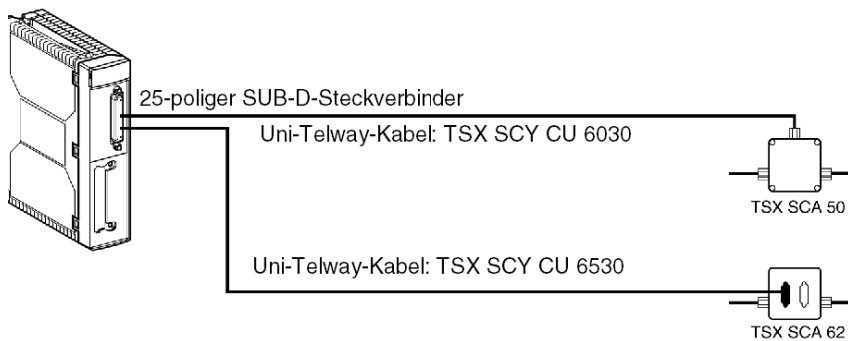 25-poliger SUB-D-Steckverbinder
Uni-Telway-Kabel: TSX SCY CU 6030
TSX SCA 50
Uni-Telway-Kabel: TSX SCY CU 6530
TSX SCA 62